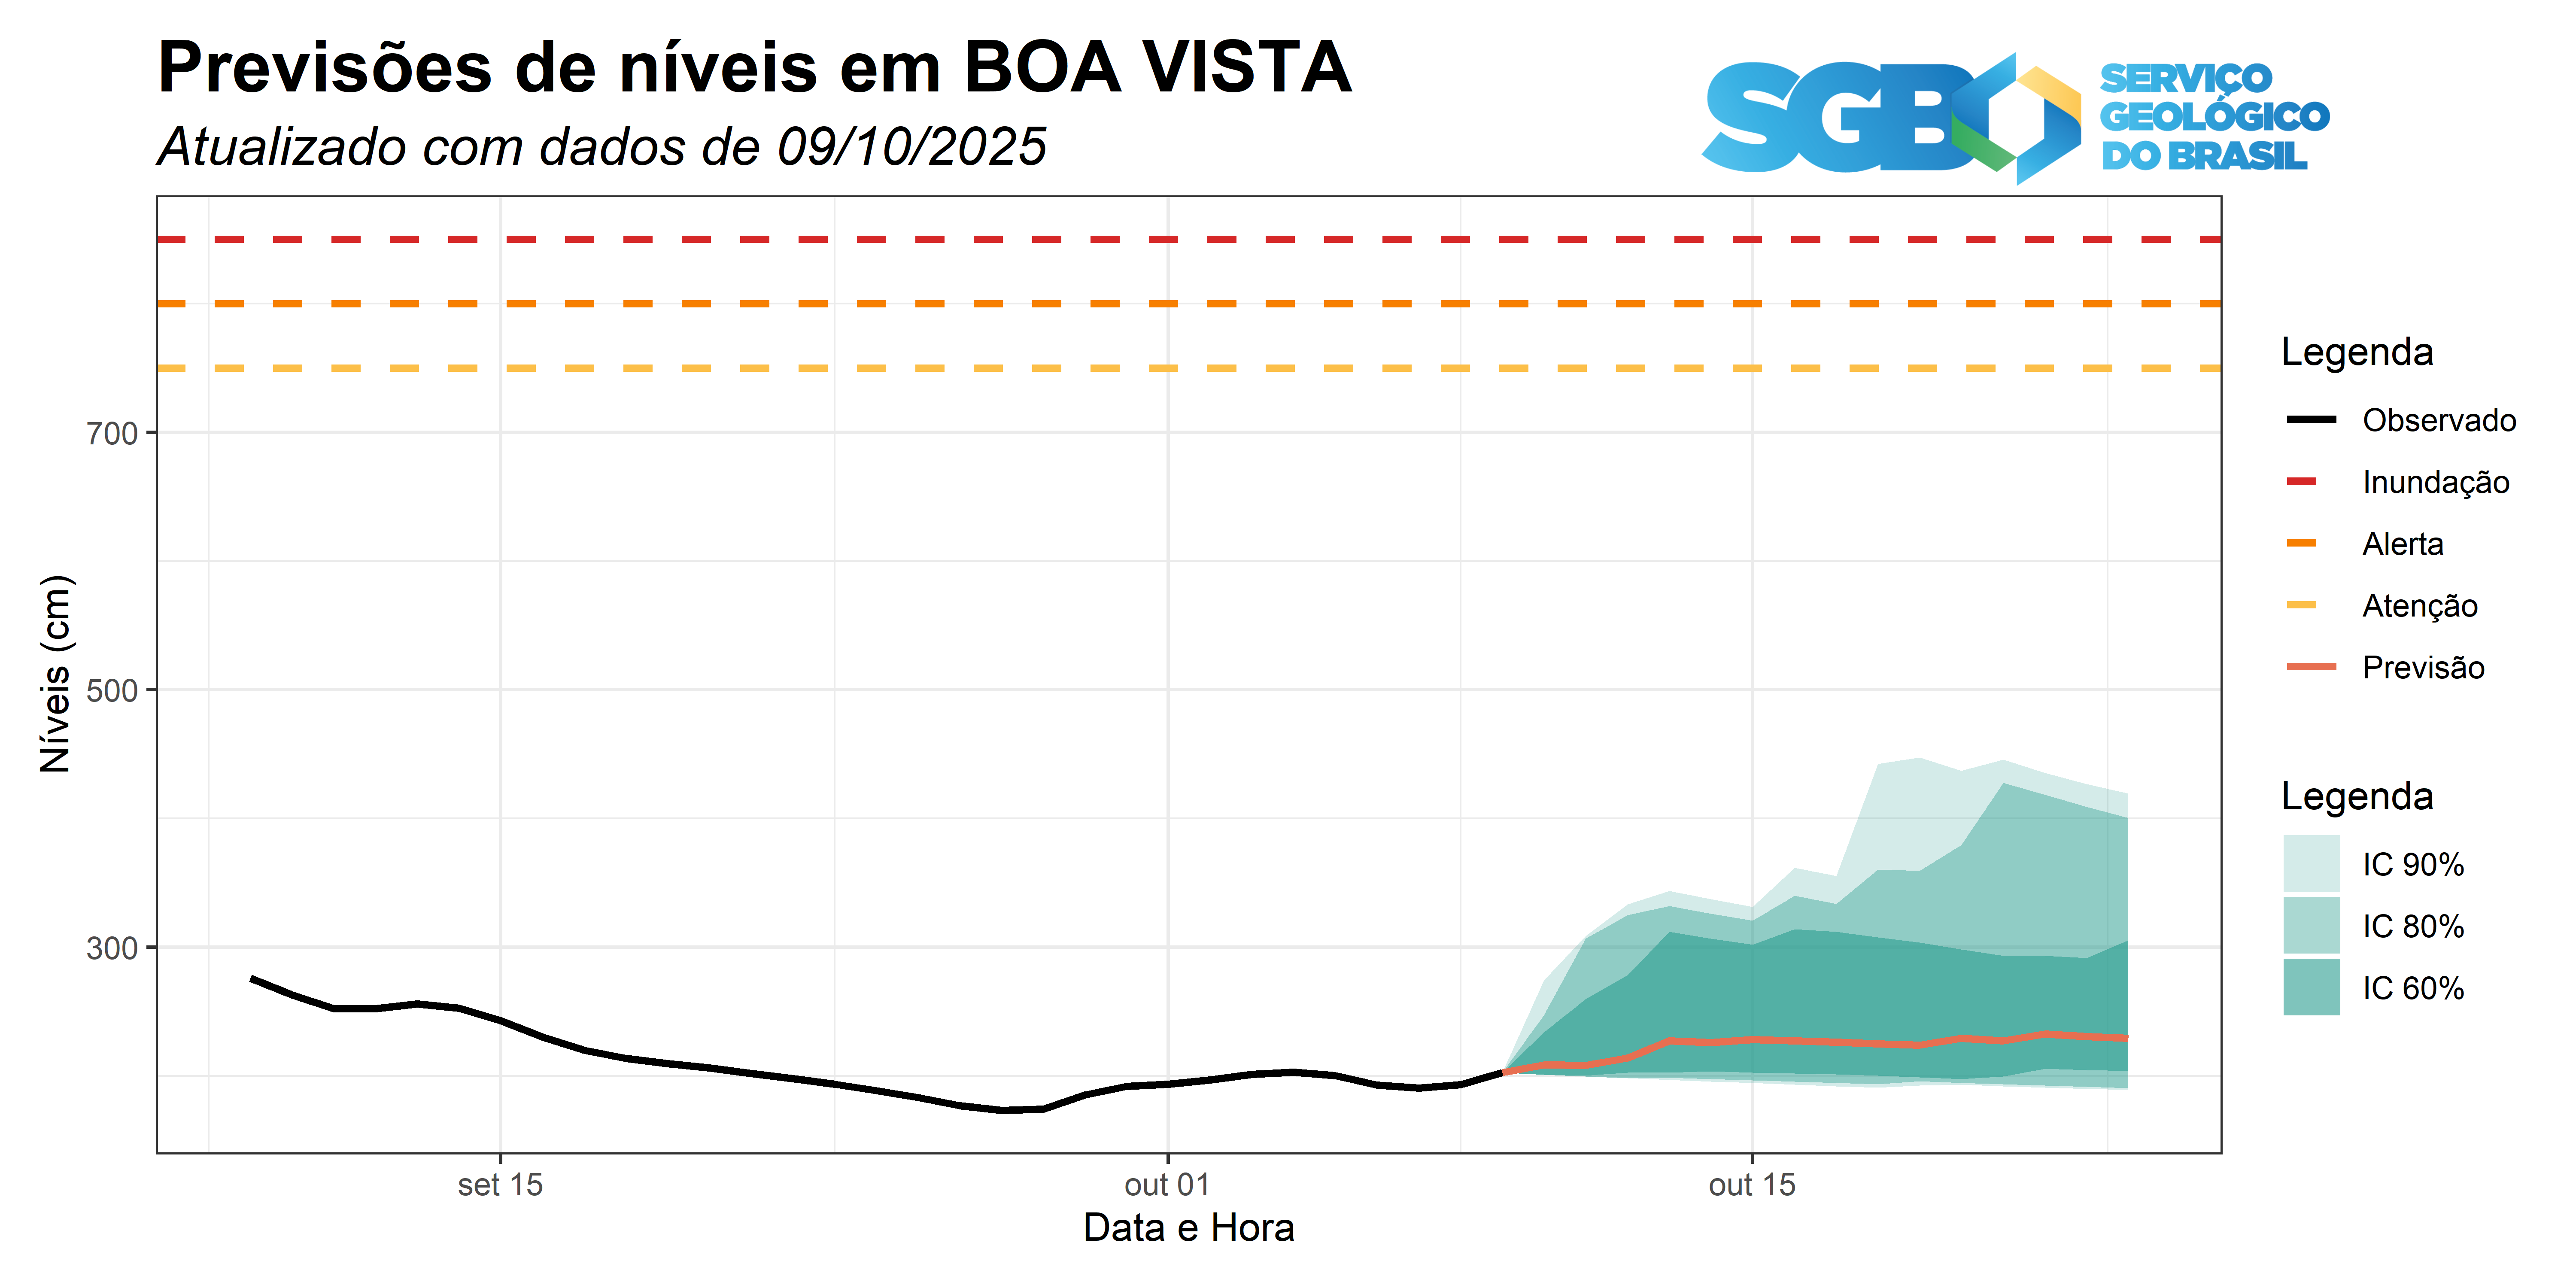 Previsões de níveis em BOA VISTA
Atualizado com dados de 09/10/2025
SGB
SERVIÇO
GEOLÓGICO
DO BRASIL
Níveis (cm)
700
500
300
set 15
out 01
out 15
Data e Hora
Legenda
Observado
Inundação
Alerta
Atenção
Previsão
Legenda
IC 90%
IC 80%
IC 60%